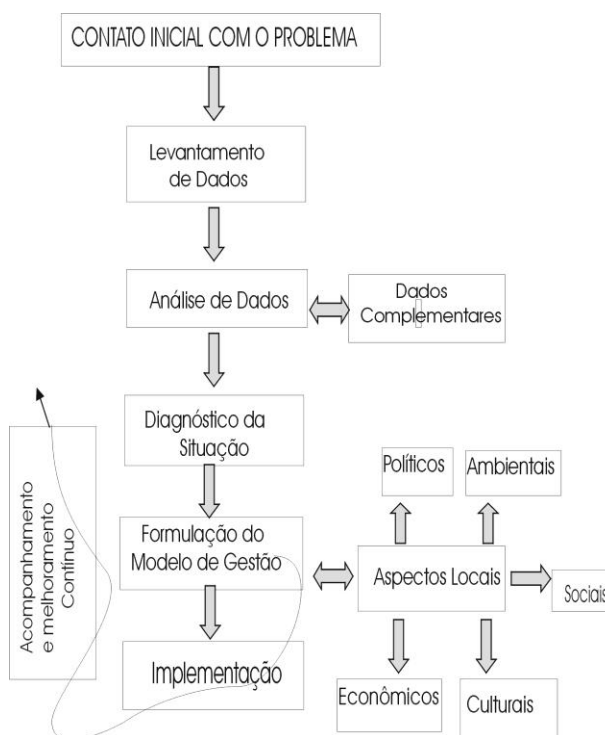 CONTATO INICIAL COM O PROBLEMA
Levantamento
de Dados
Análise de Dados
Dados
Complementares
Diagnóstico da
Situação
Políticos
Ambientais
Acompanhamento
e melhoramento
Contínuo
Formulação do
Modelo de Gestão
Aspectos Locais
Sociais
Implementação
Econômicos
Culturais